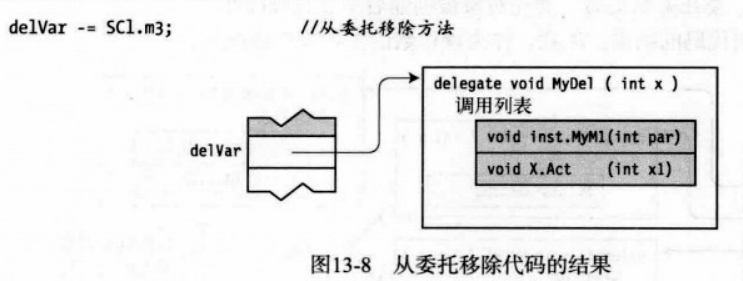 delVar -= SCl.m3; //从委托移除方法
delegate void MyDel ( int x )
调用列表
void inst.MyM1(int par)
delVar
void X.Act (int x1)
图13-8 从委托移除代码的结果